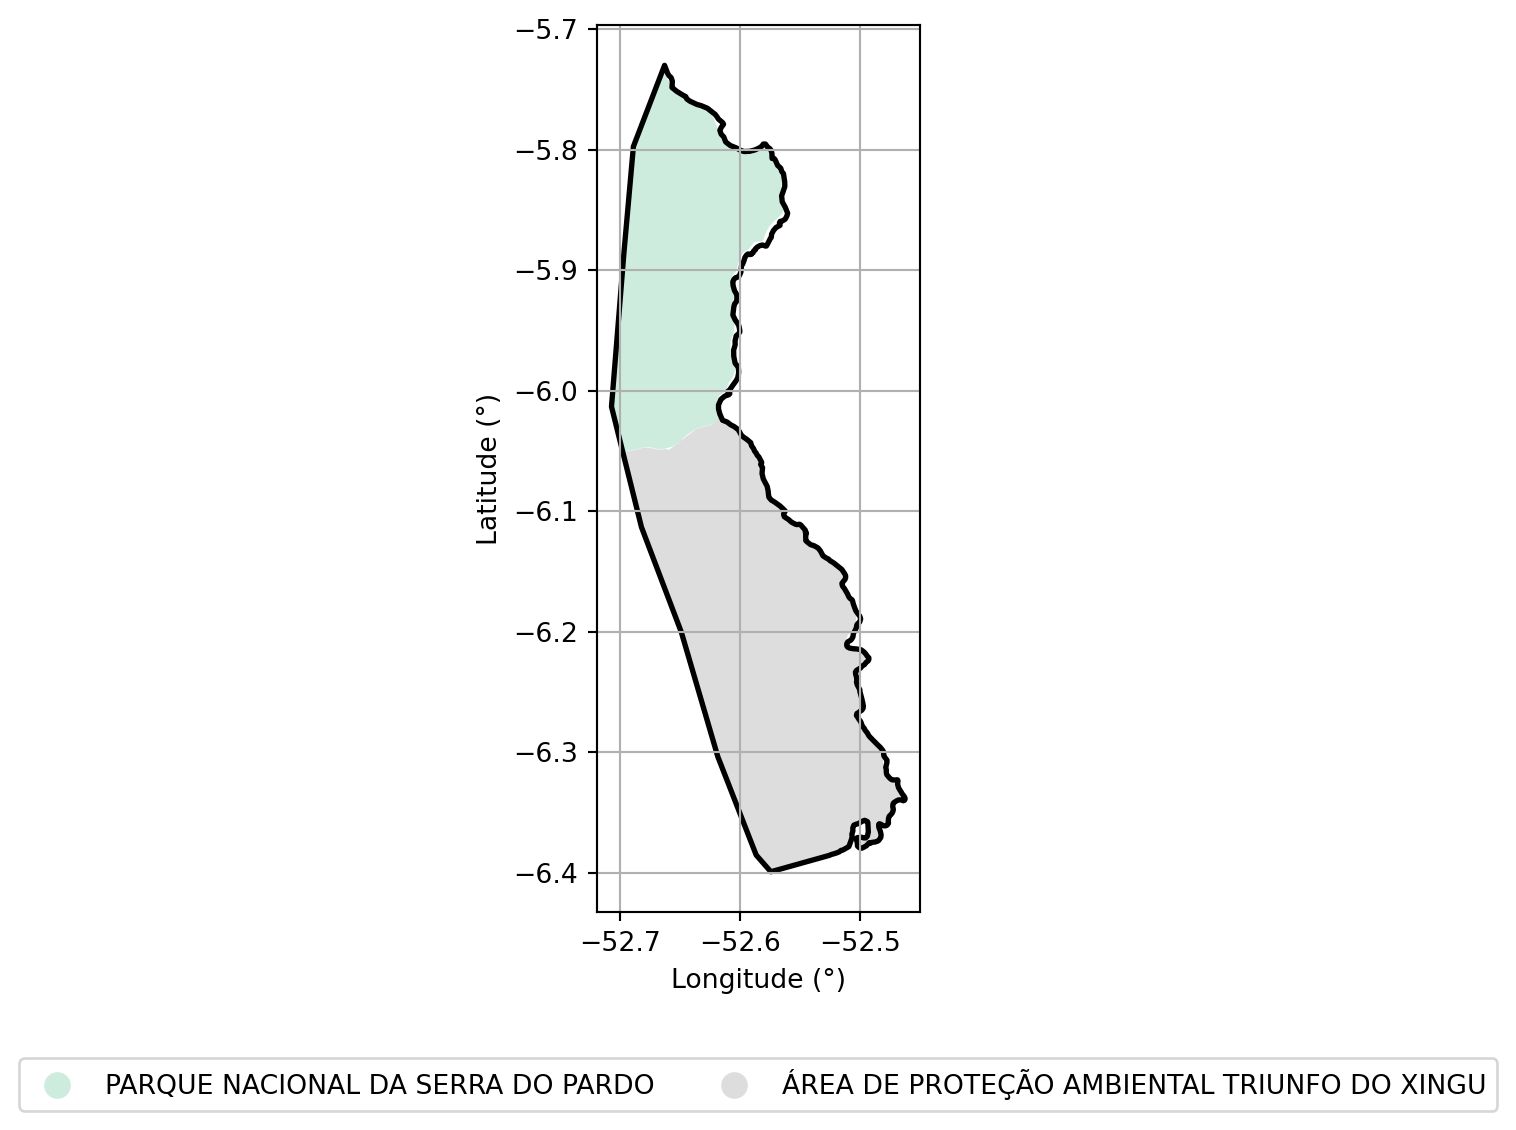 −5.7
−5.8
−5.9
−6.0
−6.1
−6.2
−6.3
−6.4
Latitude (°)
−52.7 −52.6 −52.5
Longitude (°)
PARQUE NACIONAL DA SERRA DO PARDO ÁREA DE PROTEÇÃO AMBIENTAL TRIUNFO DO XINGU